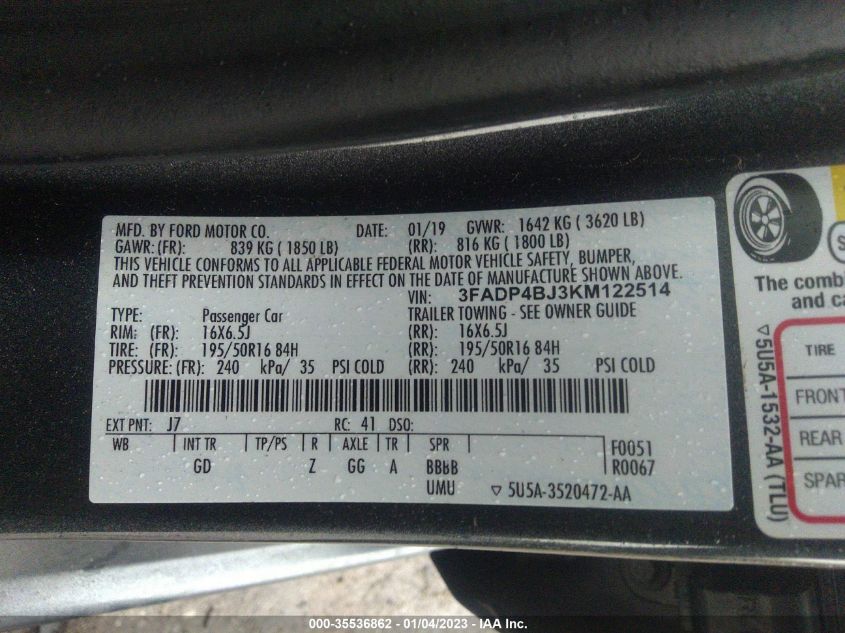 MFD. BY FORD MOTOR CO. DATE: 01/19 GVWR: 1642 KG ( 3620 LB)
GAWR: (FR): 839 KG ( 1850 LB) (RR): 816 KG ( 1800 LB)
THIS VEHICLE CONFORMS TO ALL APPLICABLE FEDERAL MOTOR VEHICLE SAFETY, BUMPER,
AND THEFT PREVENTION STANDARDS IN EFFECT ON THE DATE OF MANUFACTURE SHOWN ABOVE.
VIN: 3FADP4BJ3KM122514
TYPE: Passenger Car TRAILER TOWING - SEE OWNER GUIDE
RIM: (FR): 16X6.5J (RR): 16X6.5J
TIRE: (FR): 195/50R16 84H (RR): 195/50R16 84H
PRESSURE: (FR): 240 kPa/ 35 PSI COLD (RR): 240 kPa/ 35 PSI COLD
EXT PNT: J7 RC: 41 DSO:
WB INT TR TP/PS R AXLE TR SPR F0051
GD Z GG A BBBB R0067
UMU ▽ 5U5A-3520472-AA
The comb
and ca
TIRE
FRONT
REAR
SPAR
▽5U5A-1532-AA (TLU)
000-35536862 - 01/04/2023 - IAA Inc.